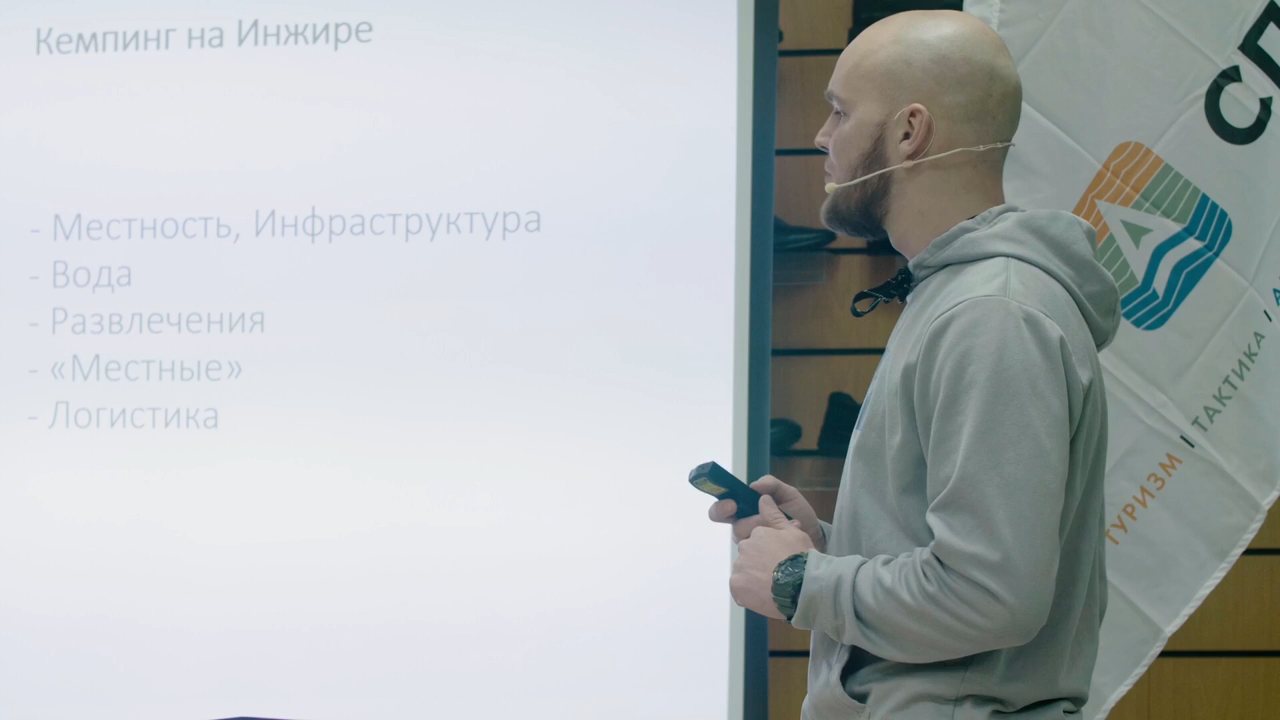 Кемпинг на Инжире
- Местность, Инфраструктура
- Вода
- Развлечения
- «Местные»
- Логистика
ТУРИЗМ | ТАКТИКА |